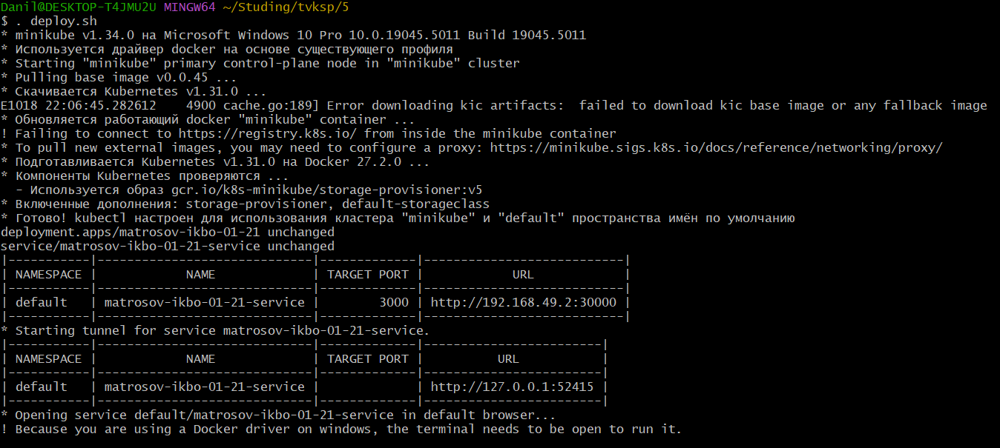 Danil@DESKTOP-T4JMU2U MINGW64 ~/Studing/tvksp/5
$ . deploy.sh
* minikube v1.34.0 на Microsoft Windows 10 Pro 10.0.19045.5011 Build 19045.5011
* Используется драйвер docker на основе существующего профиля
* Starting "minikube" primary control-plane node in "minikube" cluster
* Pulling base image v0.0.45 ...
* Скачивается Kubernetes v1.31.0 ...
E1018 22:06:45.282612    4900 cache.go:189] Error downloading kic artifacts:  failed to download kic base image or any fallback image
* Обновляется работающий docker "minikube" container ...
! Failing to connect to https://registry.k8s.io/ from inside the minikube container
* To pull new external images, you may need to configure a proxy: https://minikube.sigs.k8s.io/docs/reference/networking/proxy/
* Подготавливается Kubernetes v1.31.0 на Docker 27.2.0 ...
* Компоненты Kubernetes проверяются ...
  - Используется образ gcr.io/k8s-minikube/storage-provisioner:v5
* Включенные дополнения: storage-provisioner, default-storageclass
* Готово! kubectl настроен для использования кластера "minikube" и "default" пространства имён по умолчанию
deployment.apps/matrosov-ikbo-01-21 unchanged
service/matrosov-ikbo-01-21-service unchanged
|-----------|-----------------------------|-------------|---------------------------|
| NAMESPACE |            NAME             | TARGET PORT |            URL            |
|-----------|-----------------------------|-------------|---------------------------|
| default   | matrosov-ikbo-01-21-service |        3000 | http://192.168.49.2:30000 |
|-----------|-----------------------------|-------------|---------------------------|
* Starting tunnel for service matrosov-ikbo-01-21-service.
|-----------|-----------------------------|-------------|------------------------|
| NAMESPACE |            NAME             | TARGET PORT |          URL           |
|-----------|-----------------------------|-------------|------------------------|
| default   | matrosov-ikbo-01-21-service |             | http://127.0.0.1:52415 |
|-----------|-----------------------------|-------------|------------------------|
* Opening service default/matrosov-ikbo-01-21-service in default browser...
! Because you are using a Docker driver on windows, the terminal needs to be open to run it.